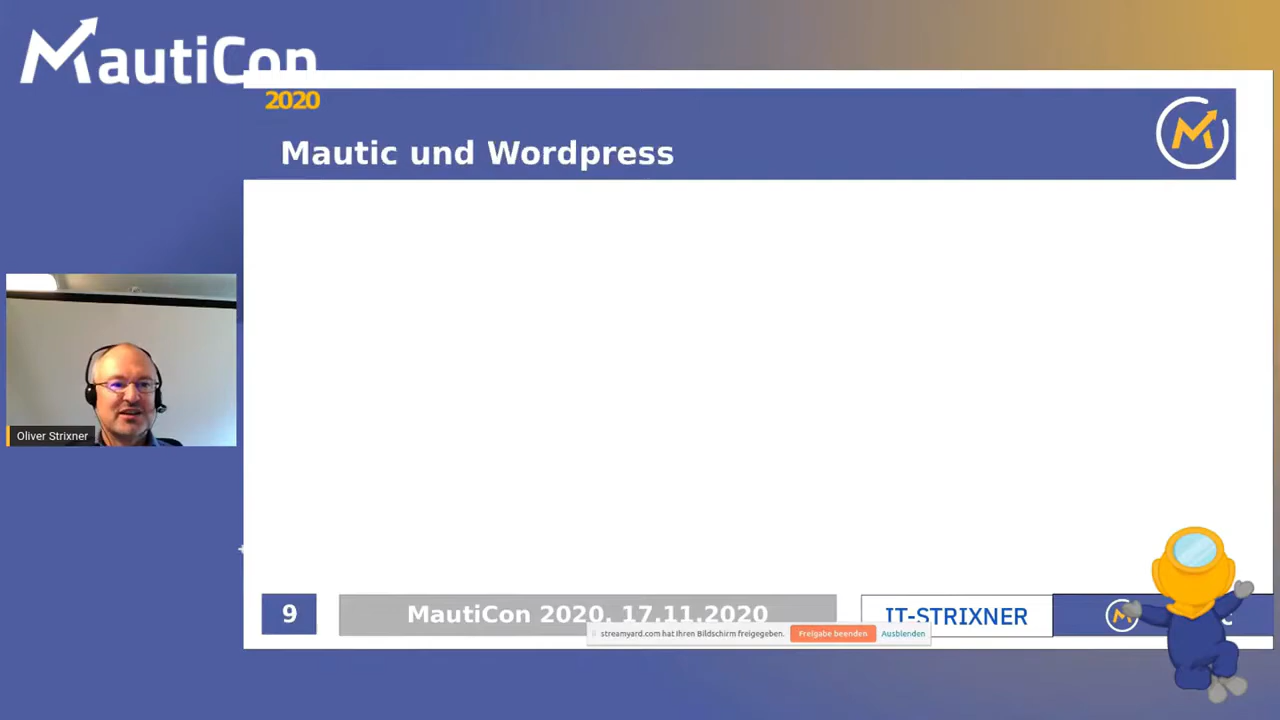 MautiCon
2020
Mautic und Wordpress
Oliver Strixner
9
MautiCon 2020, 17.11.2020
IT-STRIXNER
streamyard.com hat Ihren Bildschirm freigegeben.
Freigabe beenden
Ausblenden